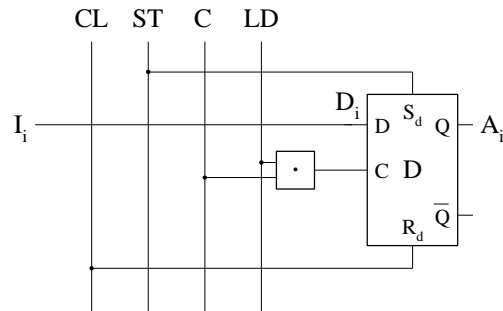 CL ST C LD
I_i D_i D S_d Q A_i
· C D
Q̅
R_d